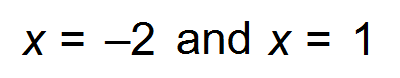 x = –2 and x = 1